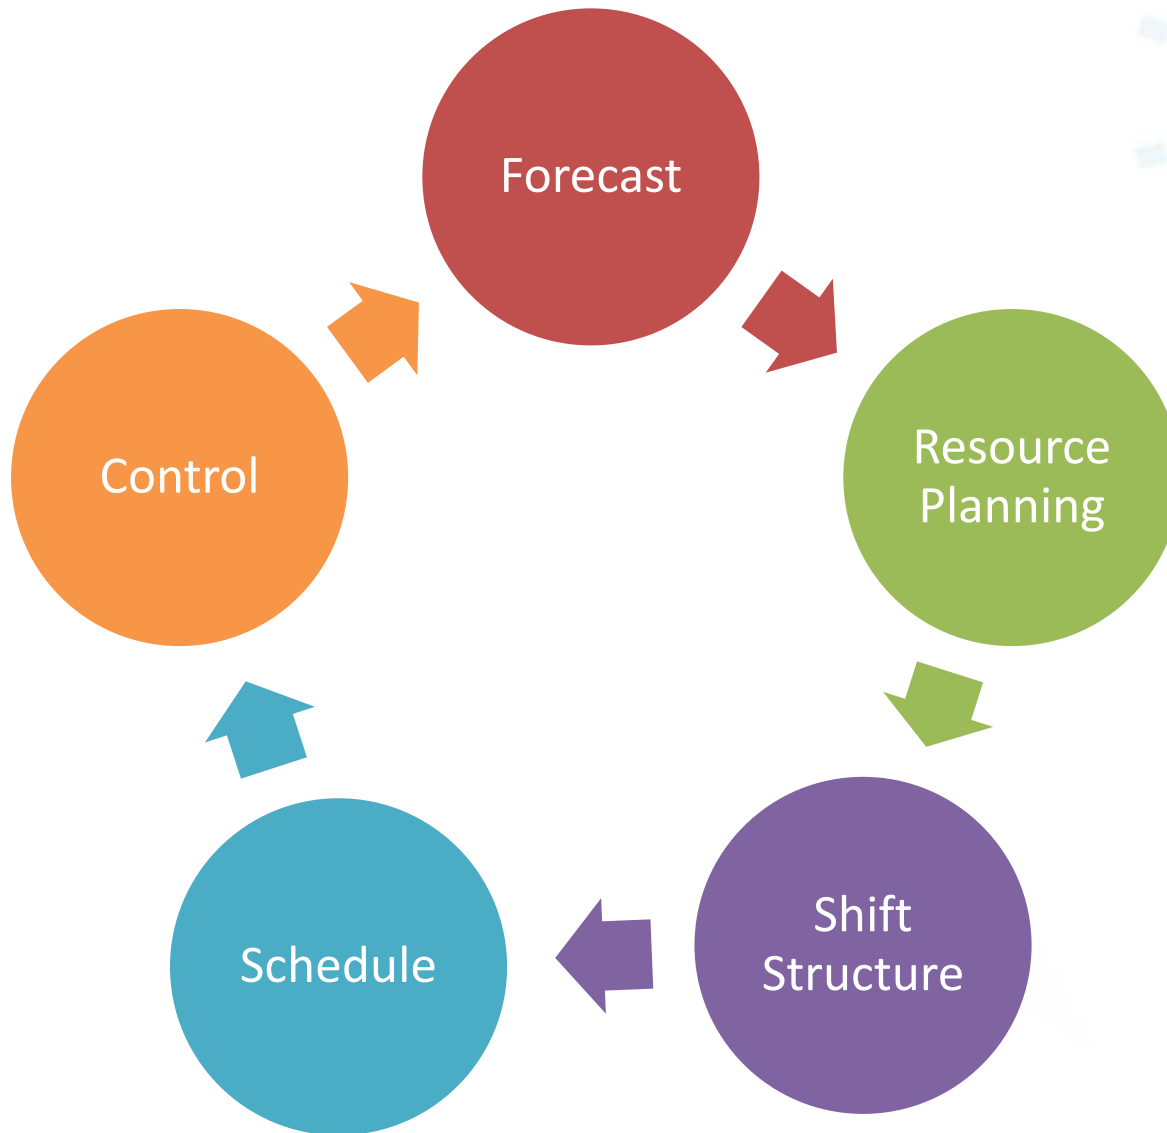 Forecast
Resource
Planning
Shift
Structure
Schedule
Control